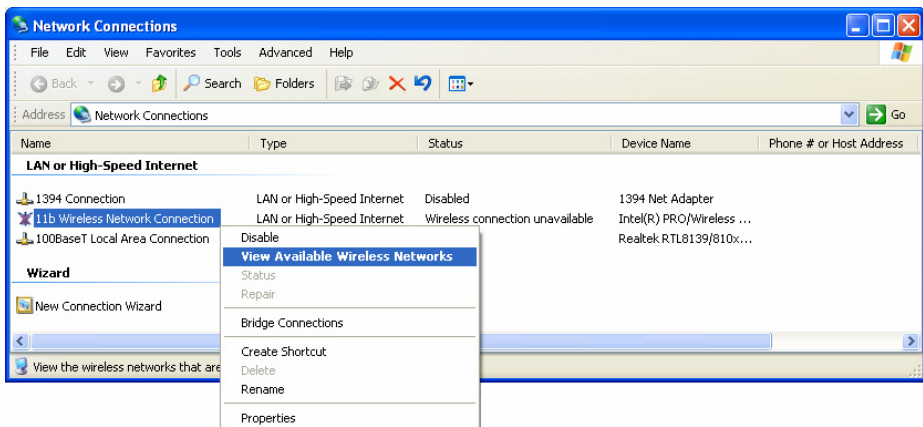 Network Connections
File Edit View Favorites Tools Advanced Help
Back Search Folders
Address Network Connections Go
Name Type Status Device Name Phone # or Host Address
LAN or High-Speed Internet
1394 Connection LAN or High-Speed Internet Disabled 1394 Net Adapter
11b Wireless Network Connection LAN or High-Speed Internet Wireless connection unavailable Intel(R) PRO/Wireless ...
100BaseT Local Area Connection Realtek RTL8139/810x...
Disable
View Available Wireless Networks
Status
Repair
Bridge Connections
Create Shortcut
Delete
Rename
Properties
Wizard
New Connection Wizard
View the wireless networks that are